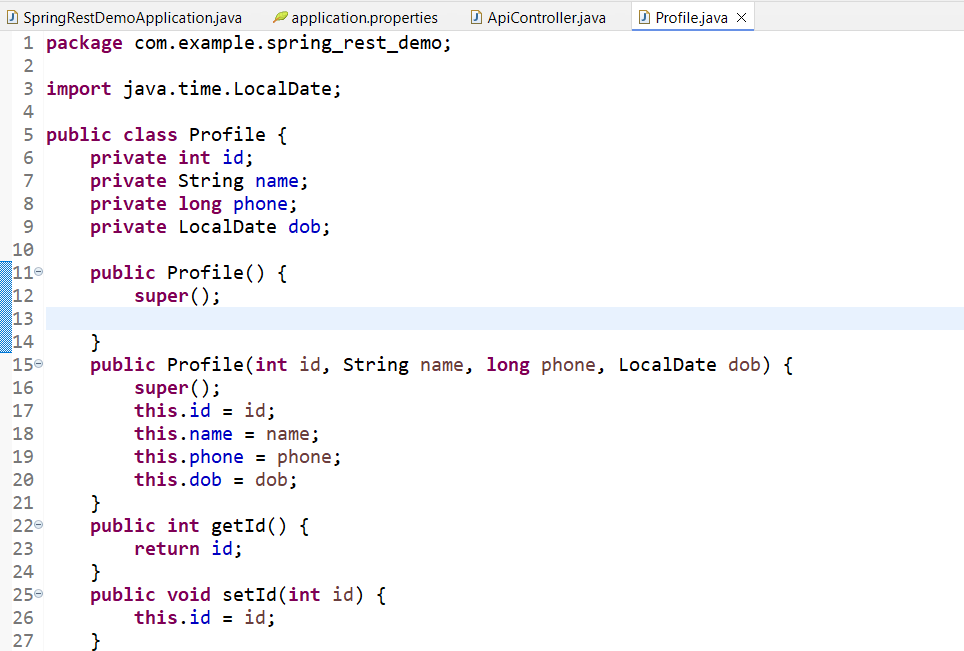 SpringRestDemoApplication.java application.properties ApiController.java Profile.java
1 package com.example.spring_rest_demo;
2
3 import java.time.LocalDate;
4
5 public class Profile {
6     private int id;
7     private String name;
8     private long phone;
9     private LocalDate dob;
10
11     public Profile() {
12         super();
13
14     }
15     public Profile(int id, String name, long phone, LocalDate dob) {
16         super();
17         this.id = id;
18         this.name = name;
19         this.phone = phone;
20         this.dob = dob;
21     }
22     public int getId() {
23         return id;
24     }
25     public void setId(int id) {
26         this.id = id;
27     }